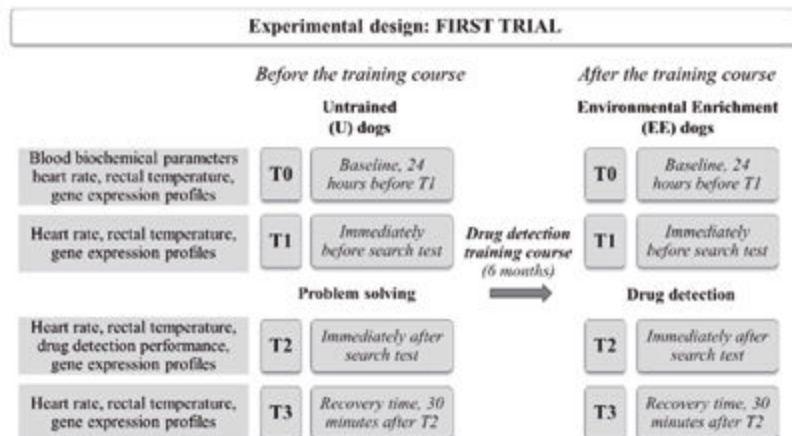 Experimental design: FIRST TRIAL
Before the training course
After the training course
Untrained
(U) dogs
Environmental Enrichment
(EE) dogs
Blood biochemical parameters
heart rate, rectal temperature,
gene expression profiles
T0
Baseline, 24
hours before T1
T0
Baseline, 24
hours before T1
Heart rate, rectal temperature,
gene expression profiles
T1
Immediately
before search test
Drug detection
training course
(6 months)
T1
Immediately
before search test
Problem solving
Drug detection
Heart rate, rectal temperature,
drug detection performance,
gene expression profiles
T2
Immediately after
search test
T2
Immediately after
search test
Heart rate, rectal temperature,
gene expression profiles
T3
Recovery time, 30
minutes after T2
T3
Recovery time, 30
minutes after T2